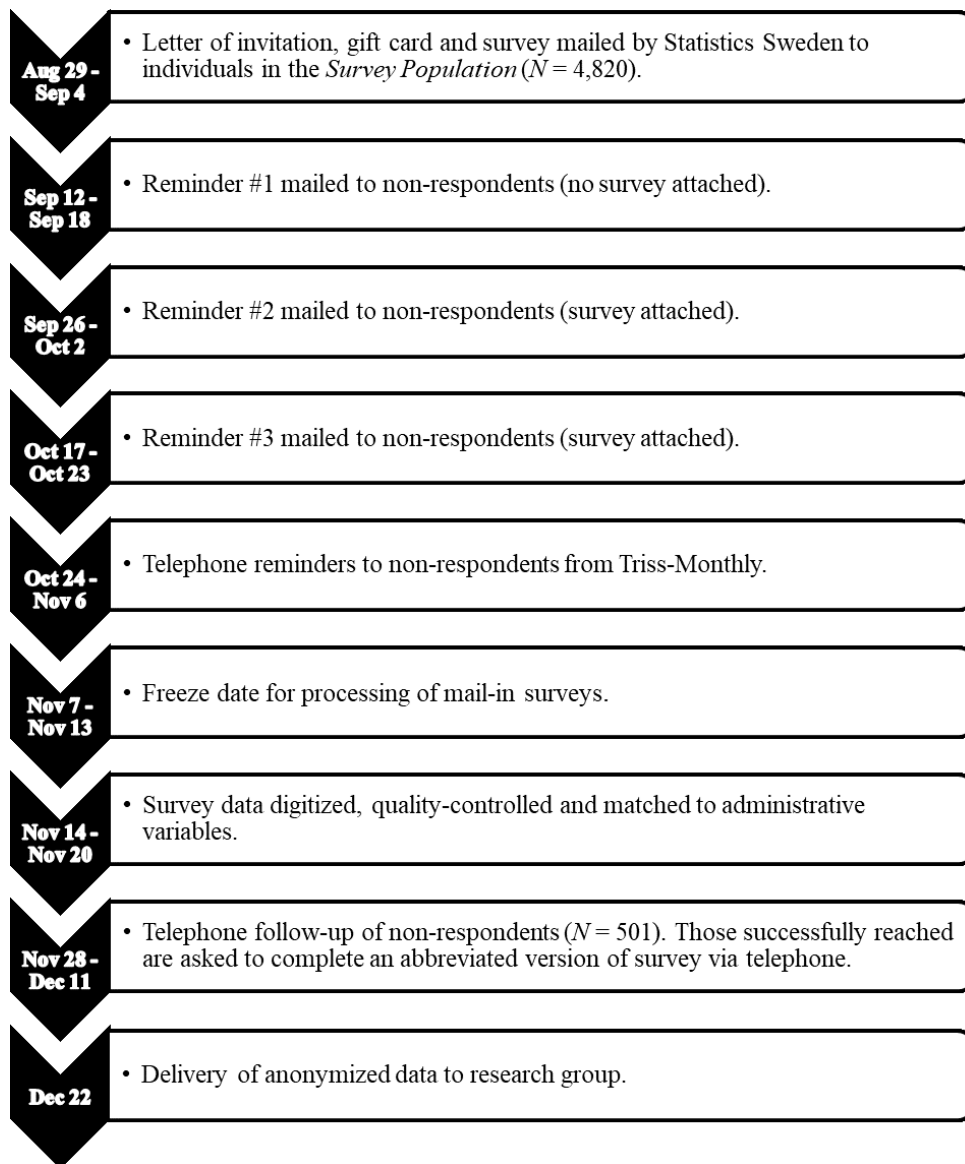 Aug 29 -
Sep 4
• Letter of invitation, gift card and survey mailed by Statistics Sweden to
individuals in the Survey Population (N = 4,820).
Sep 12 -
Sep 18
• Reminder #1 mailed to non-respondents (no survey attached).
Sep 26 -
Oct 2
• Reminder #2 mailed to non-respondents (survey attached).
Oct 17 -
Oct 23
• Reminder #3 mailed to non-respondents (survey attached).
Oct 24 -
Nov 6
• Telephone reminders to non-respondents from Triss-Monthly.
Nov 7 -
Nov 13
• Freeze date for processing of mail-in surveys.
Nov 14 -
Nov 20
• Survey data digitized, quality-controlled and matched to administrative
variables.
Nov 28 -
Dec 11
• Telephone follow-up of non-respondents (N = 501). Those successfully reached
are asked to complete an abbreviated version of survey via telephone.
Dec 22
• Delivery of anonymized data to research group.